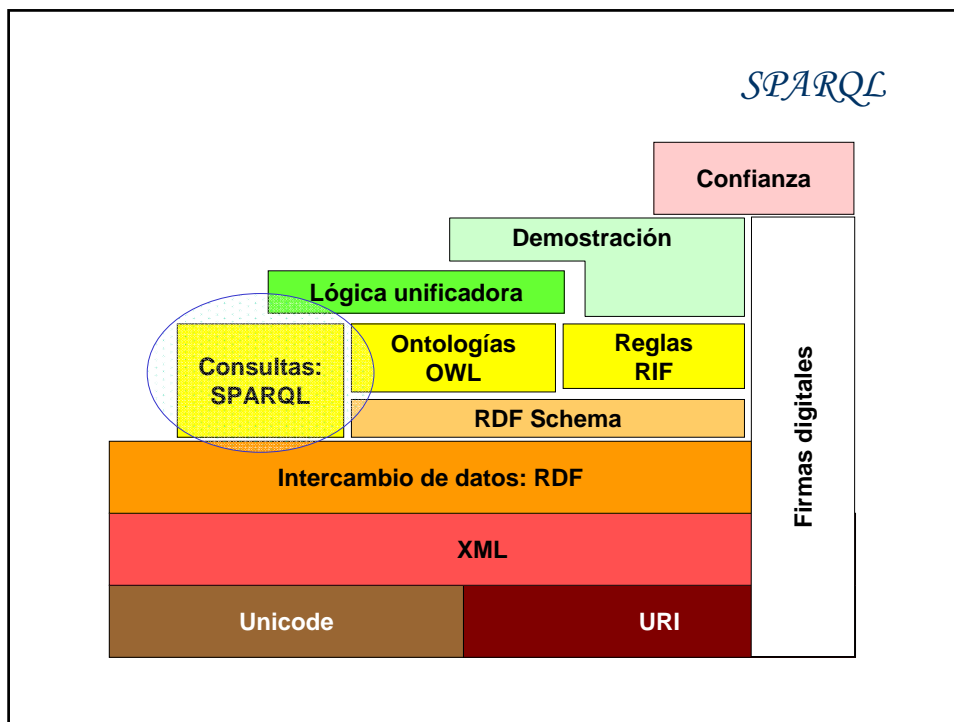 SPARQL
Confianza
Demostración
Lógica unificadora
Consultas:
SPARQL
Ontologías
OWL
Reglas
RIF
RDF Schema
Firmas digitales
Intercambio de datos: RDF
XML
Unicode
URI